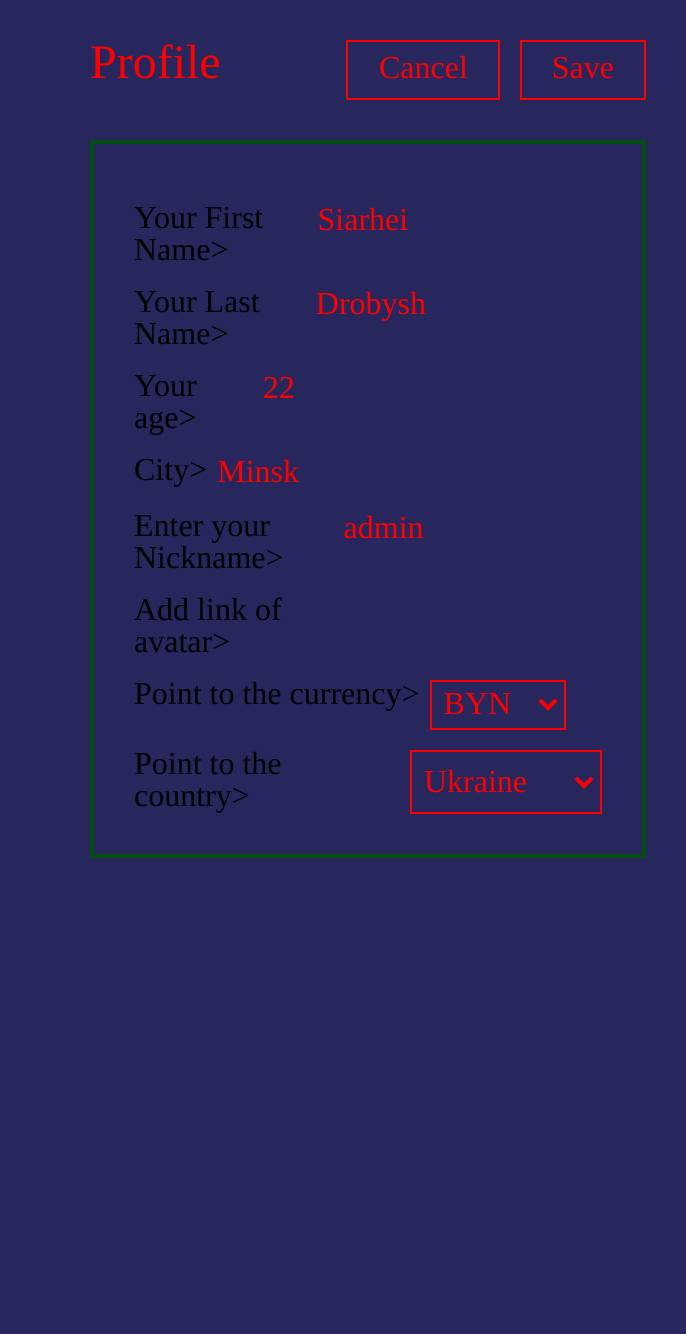 Profile Cancel Save
Your First Siarhei
Name>
Your Last Drobysh
Name>
Your 22
age>
City> Minsk
Enter your admin
Nickname>
Add link of
avatar>
Point to the currency> BYN
Point to the Ukraine
country>